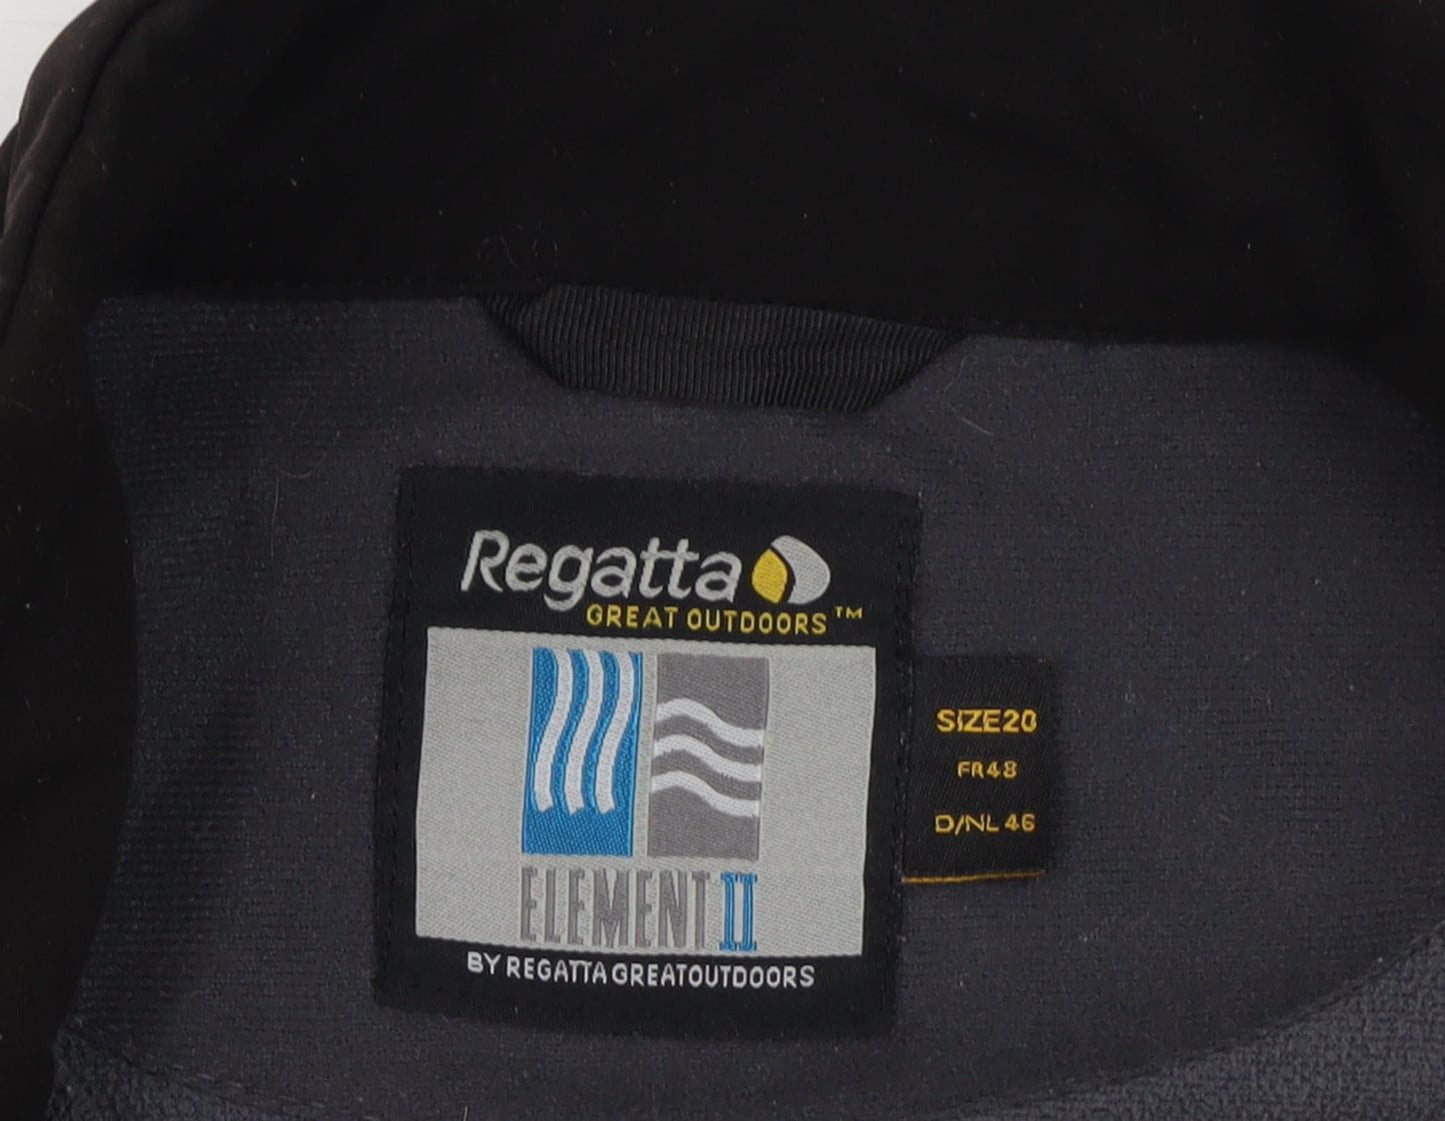 Regatta
GREAT OUTDOORS™
ELEMENT II
BY REGATTA GREATOUTDOORS
SIZE20
FR48
D/NL 46